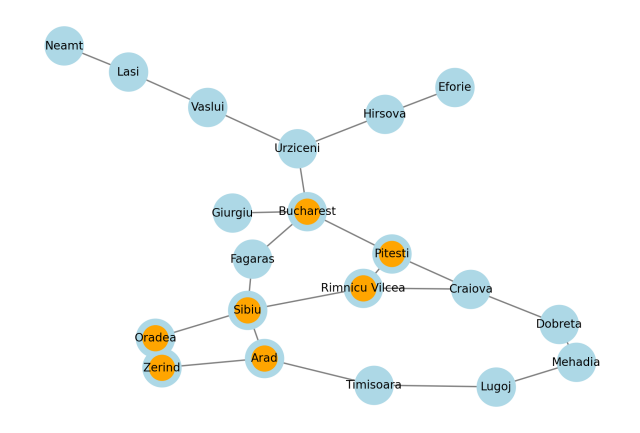 Neamt
Lasi
Eforie
Vaslui
Hirsova
Urziceni
Giurgiu
Bucharest
Pitesti
Fagaras
Rimnicu Vilcea
Craiova
Sibiu
Dobreta
Oradea
Arad
Mehadia
Zerind
Timisoara
Lugoj